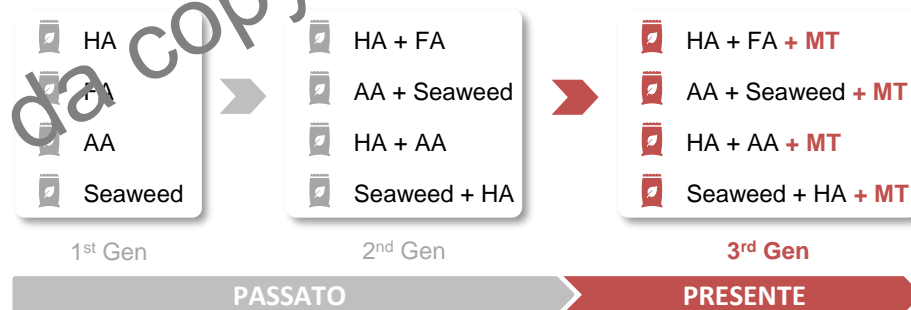 HA
FA
AA
Seaweed
1st Gen
HA + FA
AA + Seaweed
HA + AA
Seaweed + HA
2nd Gen
HA + FA + MT
AA + Seaweed + MT
HA + AA + MT
Seaweed + HA + MT
3rd Gen
PASSATO
PRESENTE
da copy